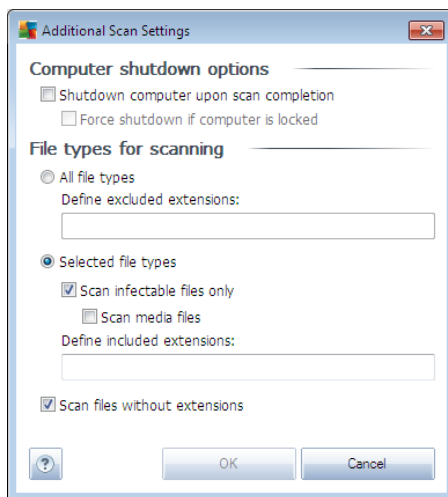 Additional Scan Settings
Computer shutdown options
Shutdown computer upon scan completion
Force shutdown if computer is locked
File types for scanning
All file types
Define excluded extensions:
Selected file types
Scan infectable files only
Scan media files
Define included extensions:
Scan files without extensions
?
OK
Cancel